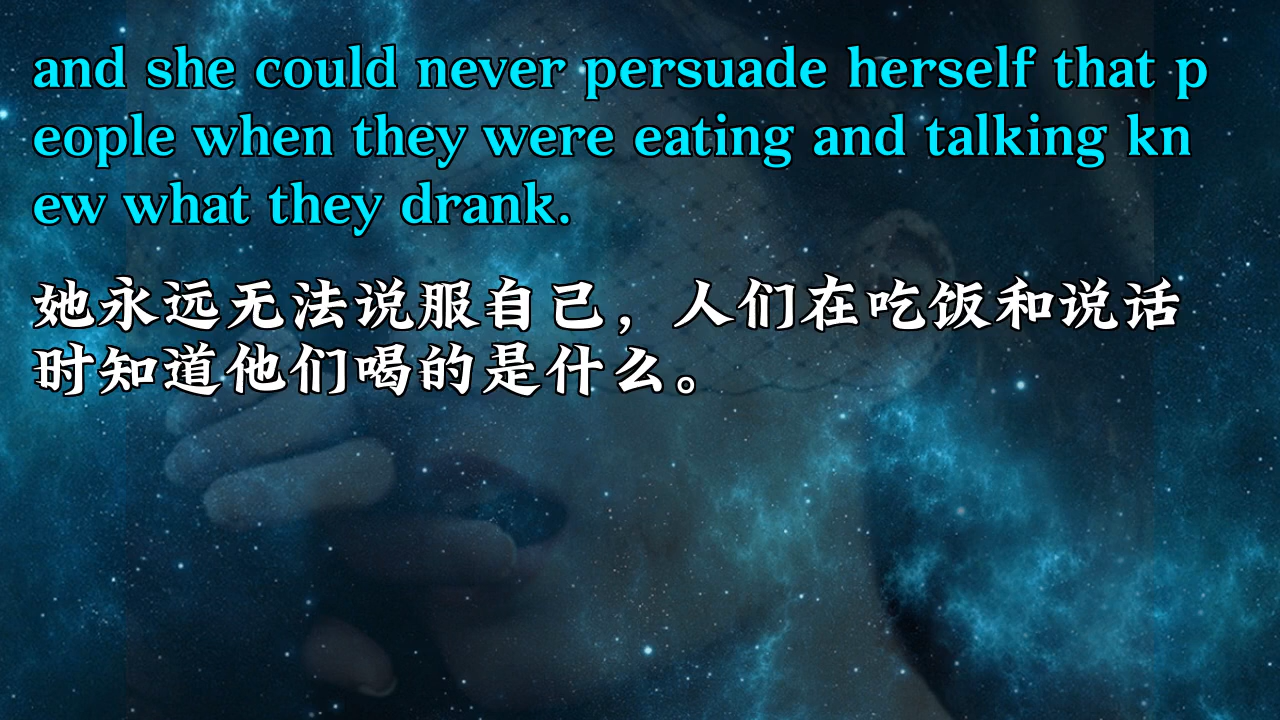 and she could never persuade herself that p
eople when they were eating and talking kn
ew what they drank.
她永远无法说服自己，人们在吃饭和说话
时知道他们喝的是什么。